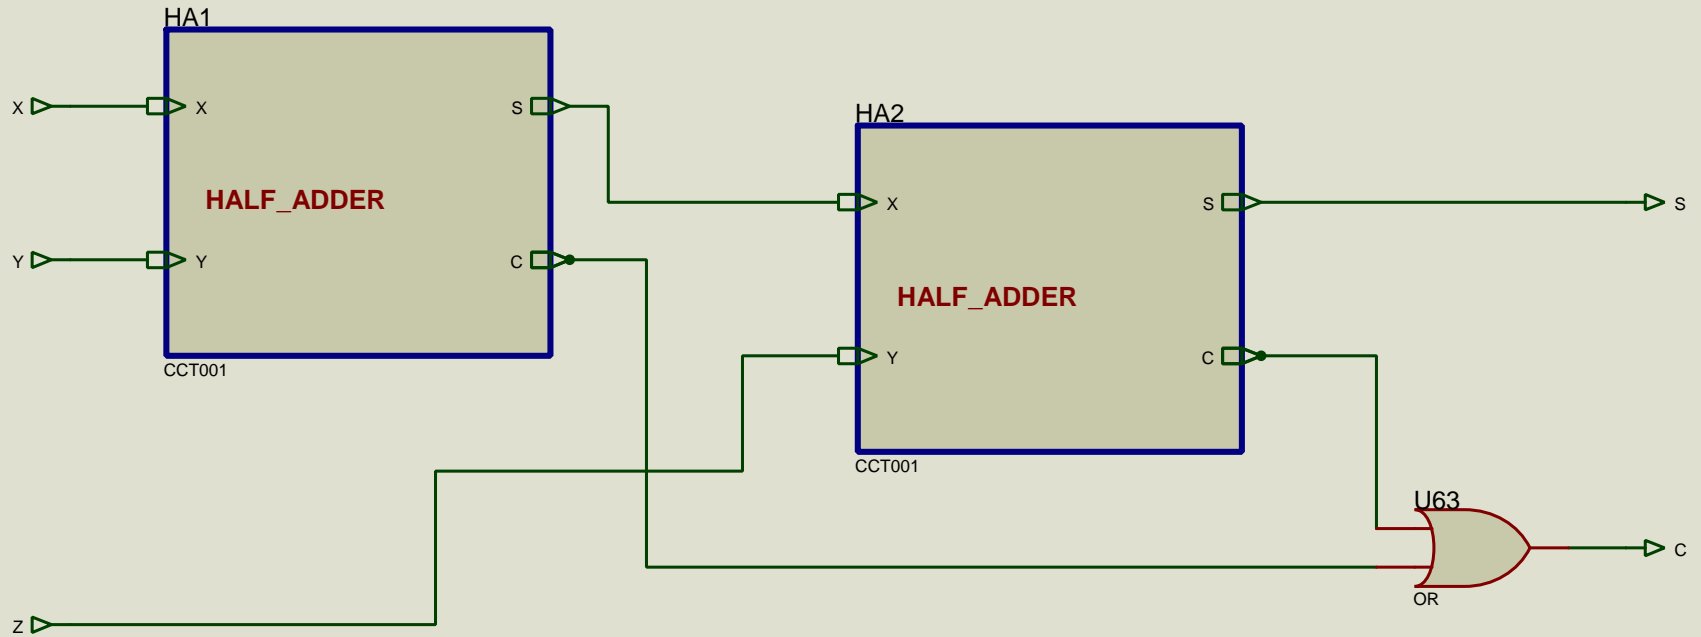 HA1
X
X
S
HALF_ADDER
Y
Y
C
CCT001
HA2
X
S
S
HALF_ADDER
Y
C
CCT001
U63
C
OR
Z